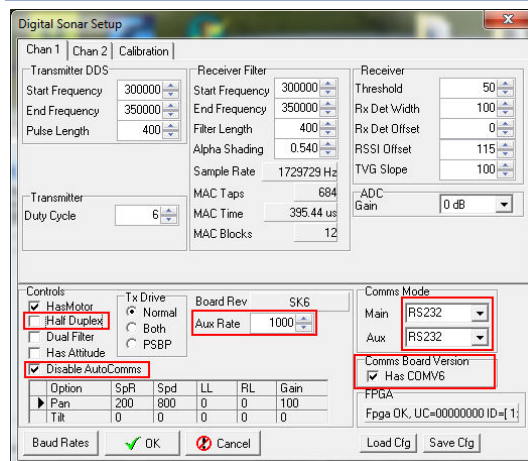 Digital Sonar Setup
Chan 1 Chan 2 Calibration
Transmitter DDS
Start Frequency 300000
End Frequency 350000
Pulse Length 400
Transmitter
Duty Cycle 6
Receiver Filter
Start Frequency 300000
End Frequency 350000
Filter Length 400
Alpha Shading 0.540
Sample Rate 1729729 Hz
MAC Taps 684
MAC Time 395.44 us
MAC Blocks 12
Receiver
Threshold 50
Rx Det Width 100
Rx Det Offset 0
RSSI Offset 115
TVG Slope 100
ADC
Gain 0 dB
Controls
HasMotor
Half Duplex
Dual Filter
Has Attitude
Disable AutoComms
Tx Drive
Normal
Both
PSBP
Board Rev SK6
Aux Rate 1000
Comms Mode
Main RS232
Aux RS232
Comms Board Version
Has COMV6
FPGA
Fpga OK, UC=00000000 ID=[ 1:
Option SpR Spd LL RL Gain
Pan 200 800 0 0 100
Tilt 0 0 0 0 0
Baud Rates OK Cancel Load Cfg Save Cfg